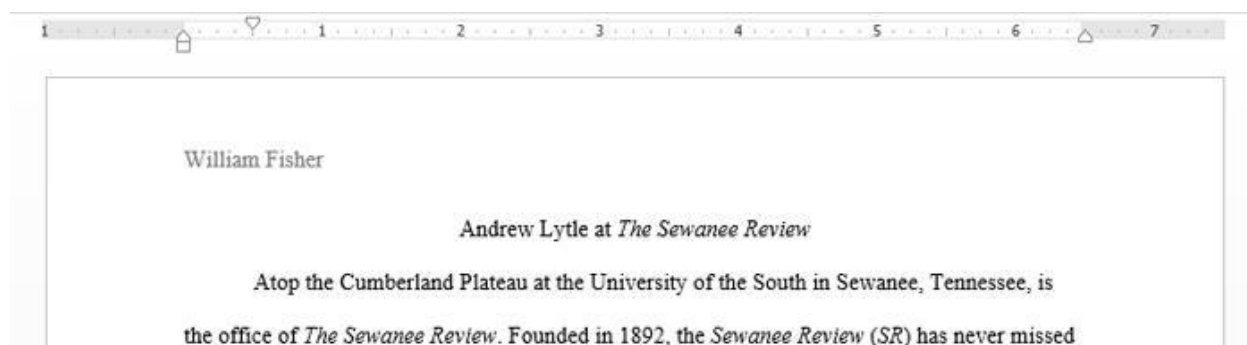 1 1 2 3 4 5 6 7
William Fisher
Andrew Lytle at The Sewanee Review
Atop the Cumberland Plateau at the University of the South in Sewanee, Tennessee, is
the office of The Sewanee Review. Founded in 1892, the Sewanee Review (SR) has never missed